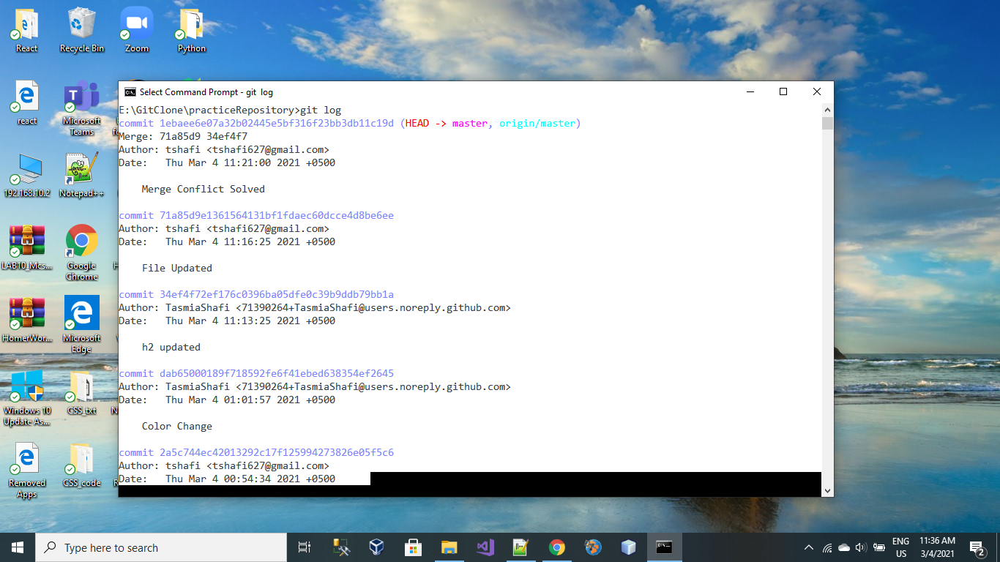 React
Recycle Bin
Zoom
Python
react
Microsoft
Teams
192.168.10.2
Notepad++
LAB10_Mcs...
Google
Chrome
HomerWor...
Microsoft
Edge
Windows 10
Update As...
CSS_txt
Removed
Apps
CSS_code
Select Command Prompt - git  log
E:\GitClone\practiceRepository>git log
commit 1ebaee6e07a32b02445e5bf316f23bb3db11c19d (HEAD -> master, origin/master)
Merge: 71a85d9 34ef4f7
Author: tshafi <tshafi627@gmail.com>
Date:   Thu Mar 4 11:21:00 2021 +0500
Merge Conflict Solved
commit 71a85d9e1361564131bf1fdaec60dcce4d8be6ee
Author: tshafi <tshafi627@gmail.com>
Date:   Thu Mar 4 11:16:25 2021 +0500
File Updated
commit 34ef4f72ef176c0396ba05dfe0c39b9ddb79bb1a
Author: TasmiaShafi <71390264+TasmiaShafi@users.noreply.github.com>
Date:   Thu Mar 4 11:13:25 2021 +0500
h2 updated
commit dab65000189f718592fe6f41ebed638354ef2645
Author: TasmiaShafi <71390264+TasmiaShafi@users.noreply.github.com>
Date:   Thu Mar 4 01:01:57 2021 +0500
Color Change
commit 2a5c744ec42013292c17f125994273826e05f5c6
Author: tshafi <tshafi627@gmail.com>
Date:   Thu Mar 4 00:54:34 2021 +0500
Type here to search
ENG
US
11:36 AM
3/4/2021
2